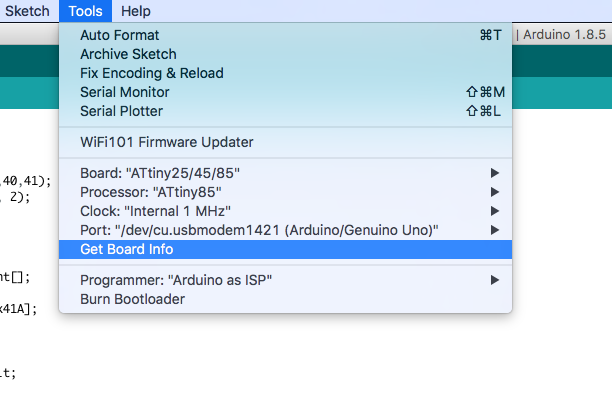 Sketch Tools Help
Auto Format ⌘T | Arduino 1.8.5
Archive Sketch
Fix Encoding & Reload
Serial Monitor ⇧⌘M
Serial Plotter ⇧⌘L
WiFi101 Firmware Updater
Board: "ATtiny25/45/85"
,40,41); Processor: "ATtiny85"
, 2); Clock: "Internal 1 MHz"
Port: "/dev/cu.usbmodem1421 (Arduino/Genuino Uno)"
Get Board Info
nt[]; Programmer: "Arduino as ISP"
Burn Bootloader
x41A];
lt;